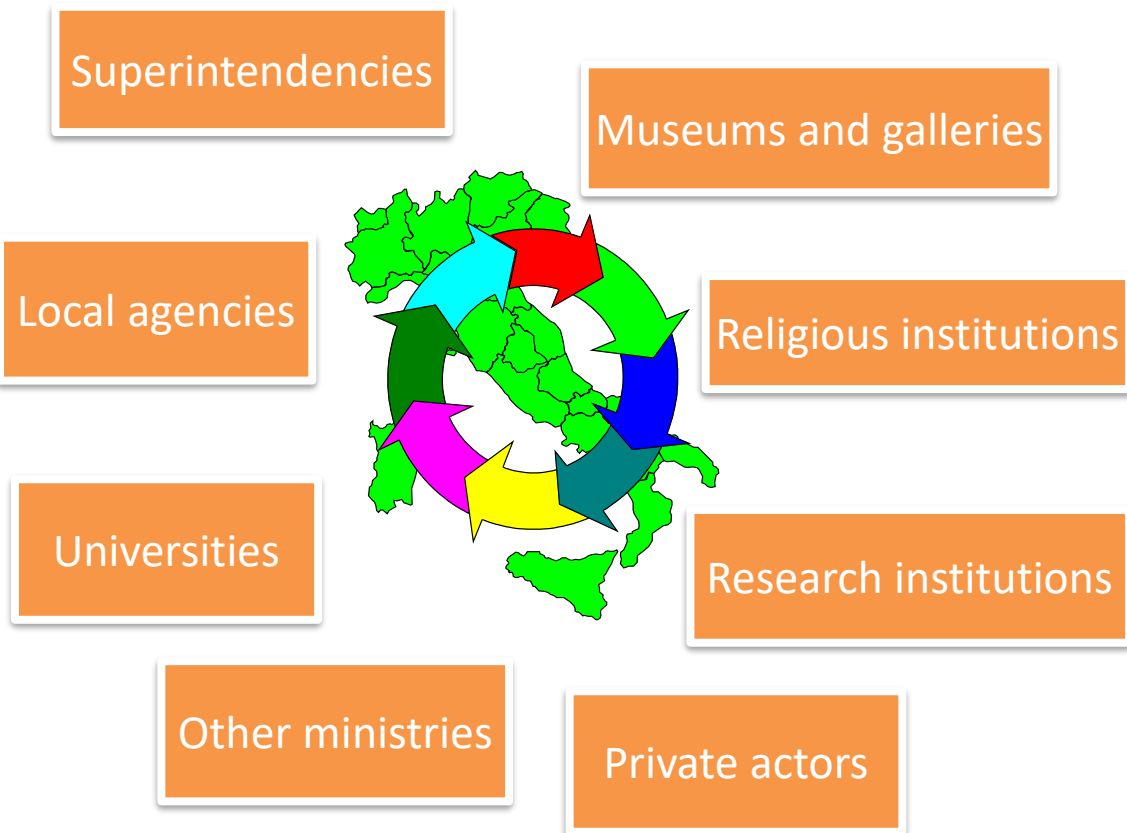 Superintendencies
Museums and galleries
Local agencies
Religious institutions
Universities
Research institutions
Other ministries
Private actors